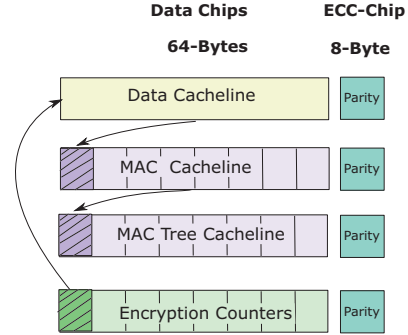 Data Chips ECC-Chip
64-Bytes 8-Byte
Data Cacheline Parity
MAC Cacheline Parity
MAC Tree Cacheline Parity
Encryption Counters Parity